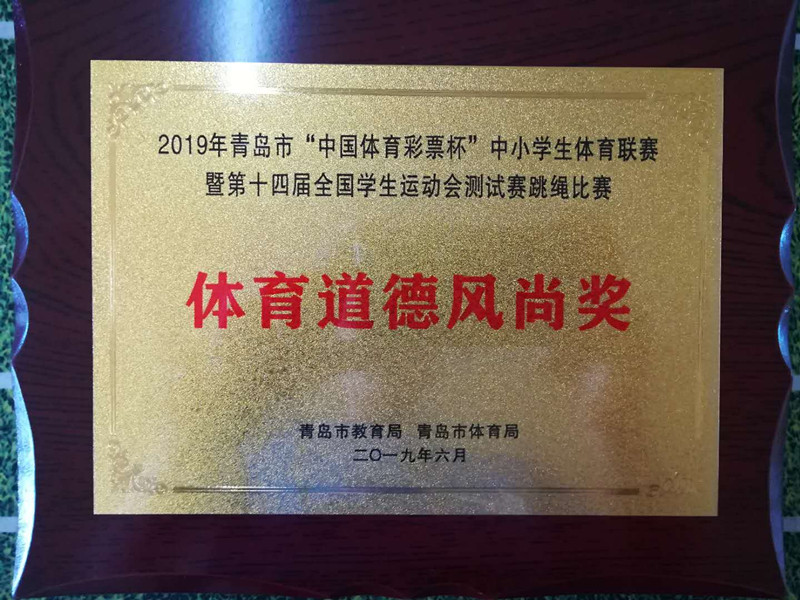 2019年青岛市“中国体育彩票杯”中小学生体育联赛
暨第十四届全国学生运动会测试赛跳绳比赛
体育道德风尚奖
青岛市教育局 青岛市体育局
二〇一九年六月